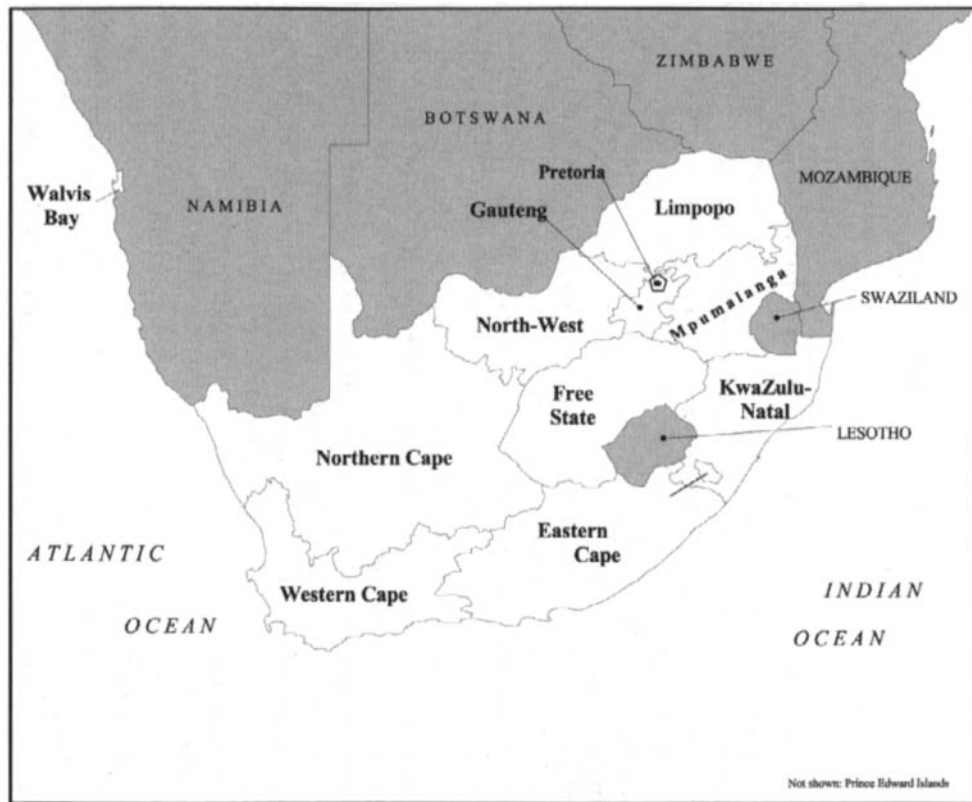 ZIMBABWE
BOTSWANA
Pretoria
MOZAMBIQUE
Walvis
Bay
NAMIBIA
Gauteng
Limpopo
Mpumalanga
SWAZILAND
North-West
KwaZulu-
Natal
Free
State
LESOTHO
Northern Cape
Eastern
Cape
ATLANTIC
OCEAN
Western Cape
INDIAN
OCEAN
Not shown: Prince Edward Islands